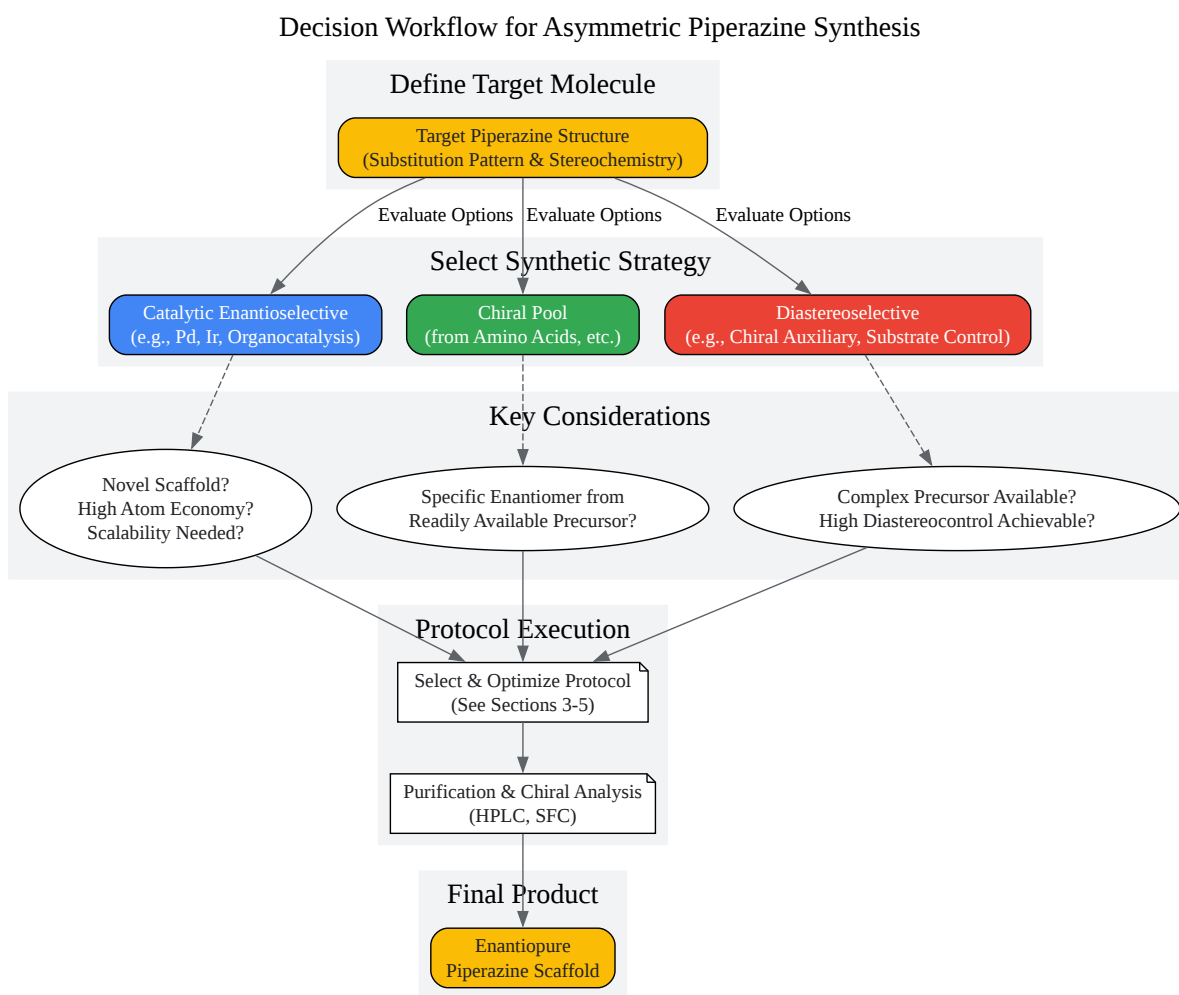 Decision Workflow for Asymmetric Piperazine Synthesis
Define Target Molecule
Target Piperazine Structure
(Substitution Pattern & Stereochemistry)
Evaluate Options
Evaluate Options
Evaluate Options
Select Synthetic Strategy
Catalytic Enantioselective
(e.g., Pd, Ir, Organocatalysis)
Chiral Pool
(from Amino Acids, etc.)
Diastereoselective
(e.g., Chiral Auxiliary, Substrate Control)
Key Considerations
Novel Scaffold?
High Atom Economy?
Scalability Needed?
Specific Enantiomer from
Readily Available Precursor?
Complex Precursor Available?
High Diastereocontrol Achievable?
Protocol Execution
Select & Optimize Protocol
(See Sections 3-5)
Purification & Chiral Analysis
(HPLC, SFC)
Final Product
Enantiopure
Piperazine Scaffold